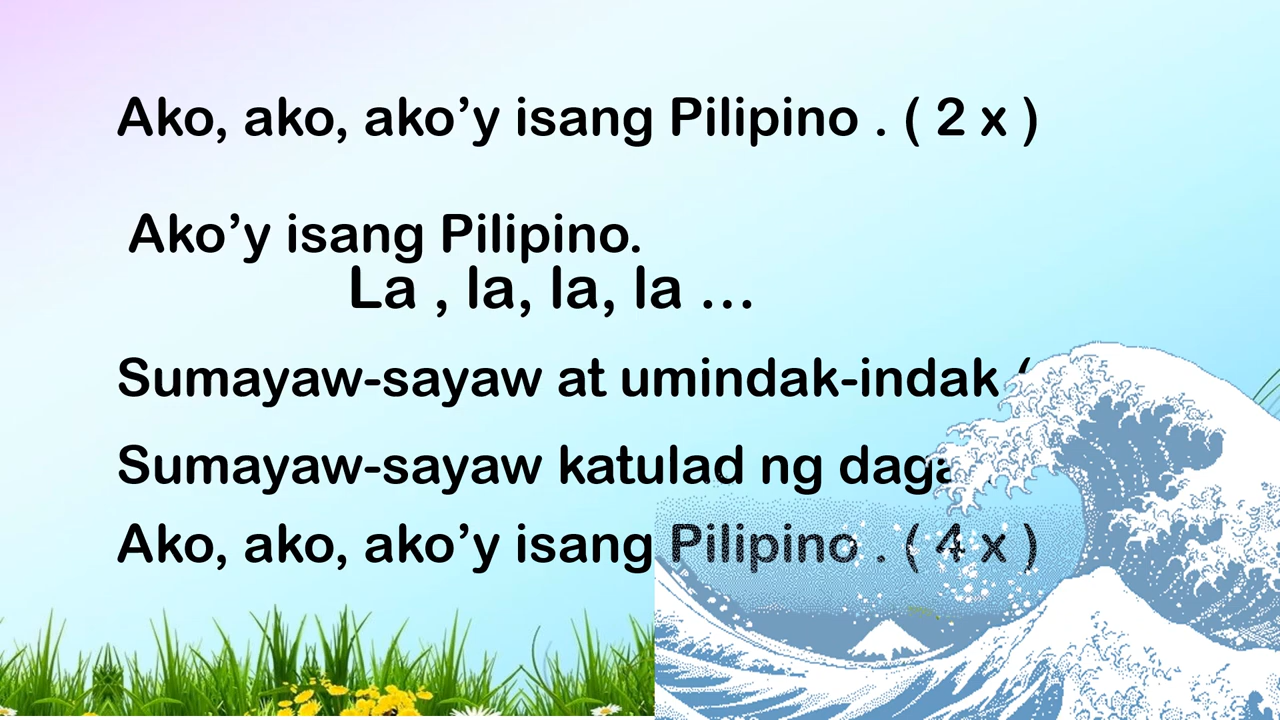 Ako, ako, ako’y isang Pilipino . ( 2 x )
Ako’y isang Pilipino.
La , la, la, la ...
Sumayaw-sayaw at umindak-indak (
Sumayaw-sayaw katulad ng
Ako, ako, ako’y isang Pilipino . ( 4 x )